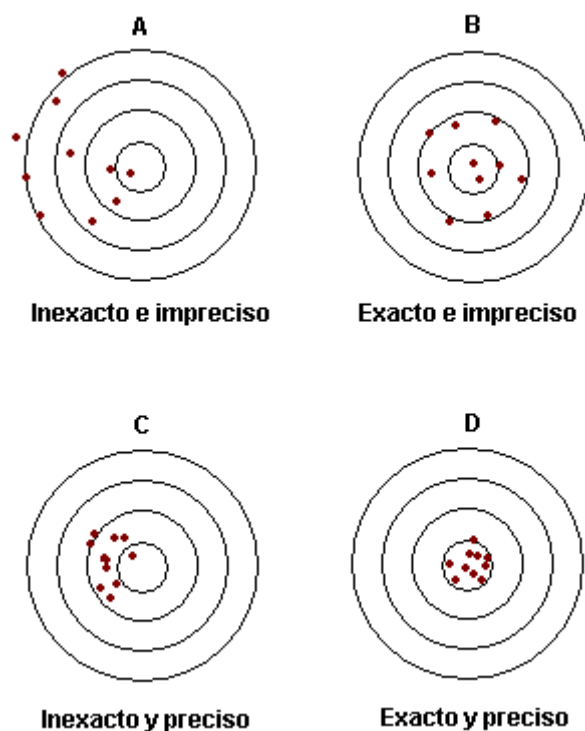 A
B
Inexacto e impreciso
Exacto e impreciso
C
D
Inexacto y preciso
Exacto y preciso